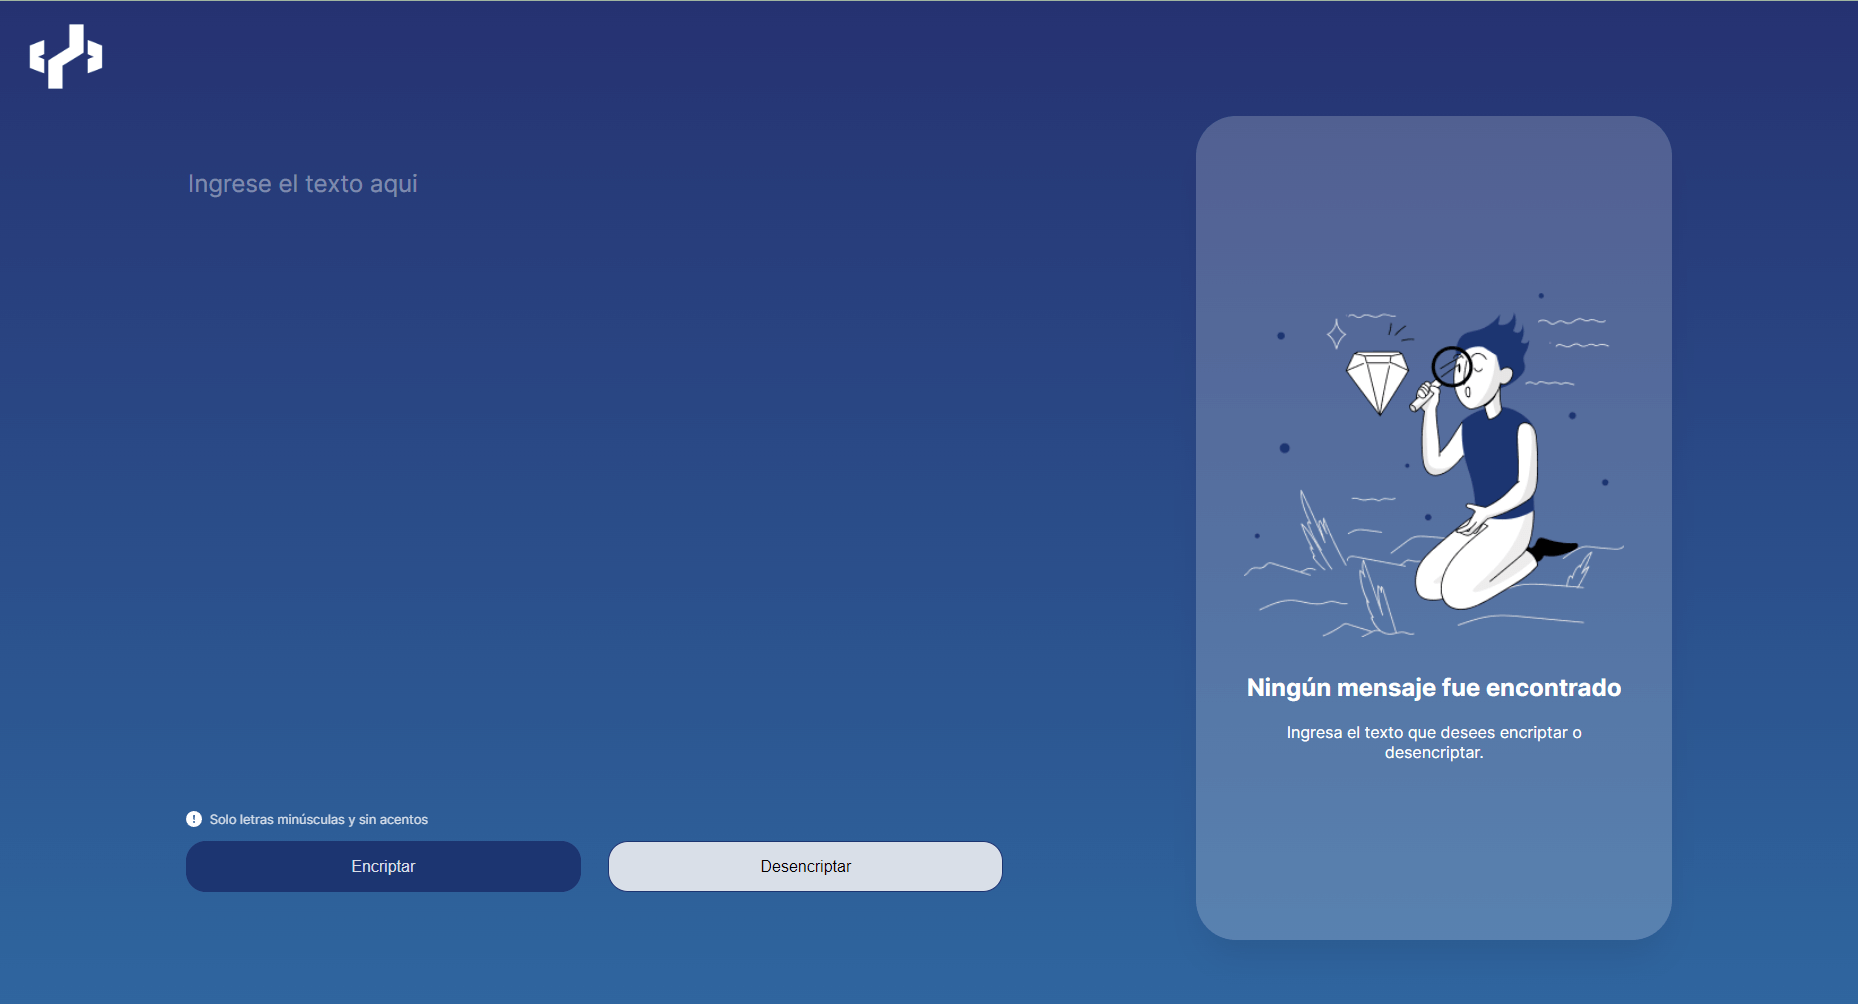 Ingrese el texto aqui
Ningún mensaje fue encontrado
Ingresa el texto que desees encriptar o
desencriptar.
Solo letras minúsculas y sin acentos
Encriptar
Desencriptar